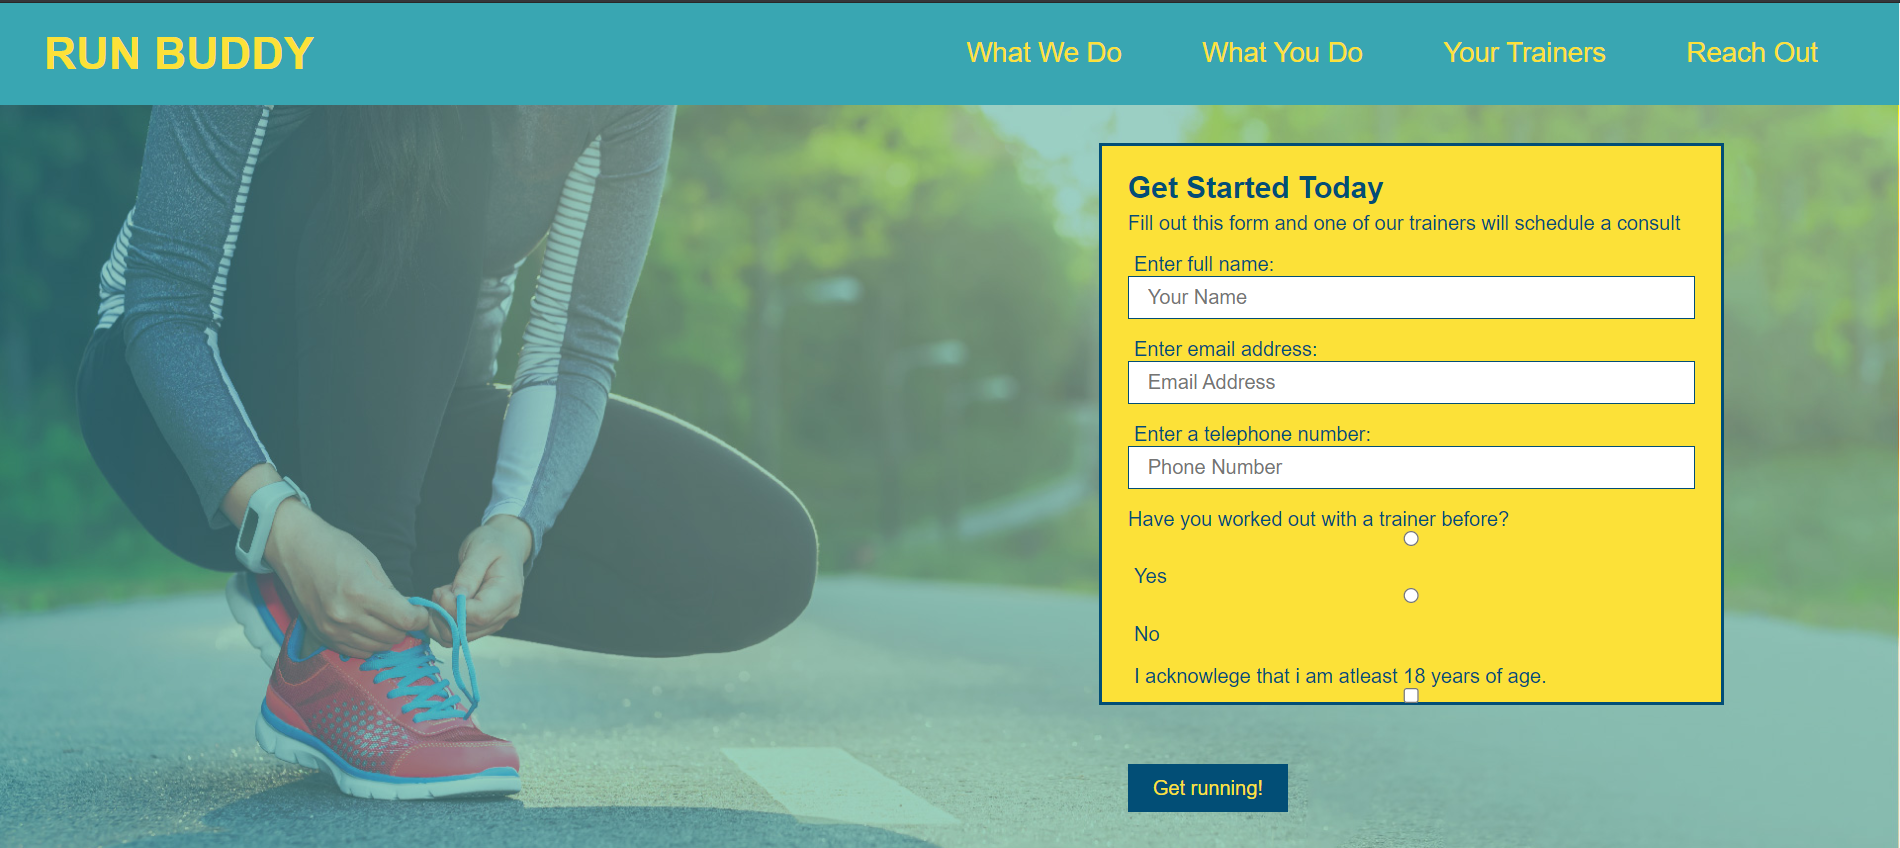 RUN BUDDY
What We Do
What You Do
Your Trainers
Reach Out
Get Started Today
Fill out this form and one of our trainers will schedule a consult
Enter full name:
Your Name
Enter email address:
Email Address
Enter a telephone number:
Phone Number
Have you worked out with a trainer before?
Yes
No
I acknowlege that i am atleast 18 years of age.
Get running!